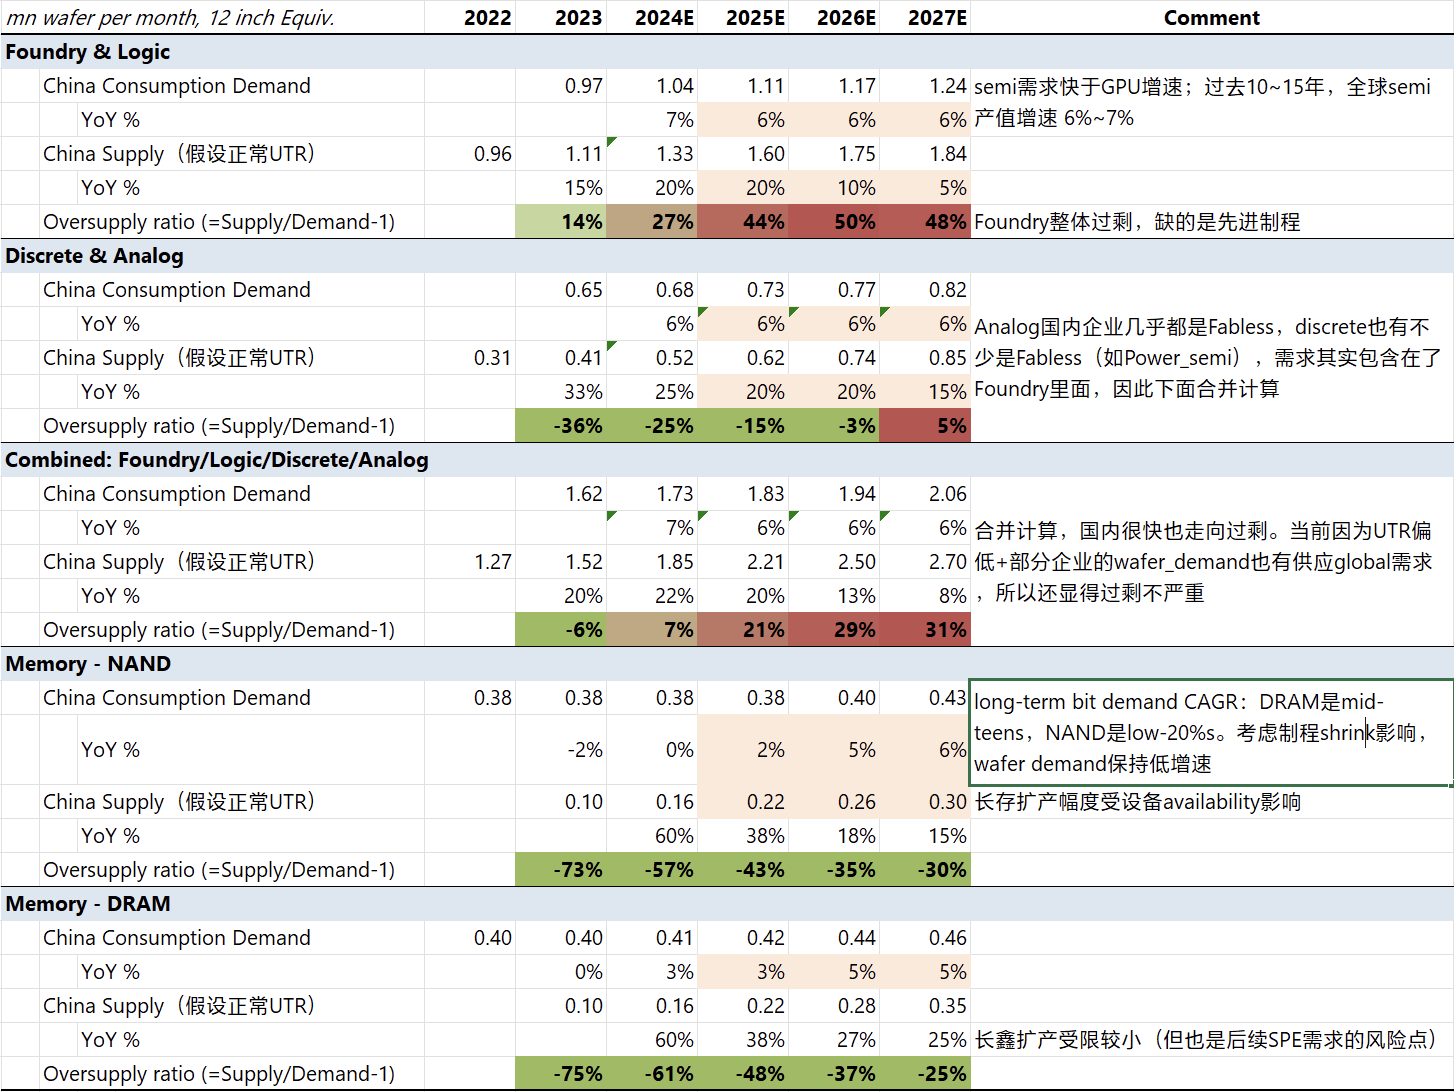 mn wafer per month, 12 inch Equiv. 2022 2023 2024E 2025E 2026E 2027E Comment
Foundry & Logic
China Consumption Demand 0.97 1.04 1.11 1.17 1.24 semi需求快于GPU增速；过去10~15年，全球semi
YoY % 7% 6% 6% 6% 产值增速 6%~7%
China Supply（假设正常UTR） 0.96 1.11 1.33 1.60 1.75 1.84
YoY % 15% 20% 20% 10% 5%
Oversupply ratio (=Supply/Demand-1) 14% 27% 44% 50% 48% Foundry整体过剩，缺的是先进制程
Discrete & Analog
China Consumption Demand 0.65 0.68 0.73 0.77 0.82
YoY % 6% 6% 6% 6% Analog国内企业几乎都是Fabless，discrete也有不
China Supply（假设正常UTR） 0.31 0.41 0.52 0.62 0.74 0.85 少是Fabless（如Power_semi），需求其实包含在了
YoY % 33% 25% 20% 20% 15% Foundry里面，因此下面合并计算
Oversupply ratio (=Supply/Demand-1) -36% -25% -15% -3% 5%
Combined: Foundry/Logic/Discrete/Analog
China Consumption Demand 1.62 1.73 1.83 1.94 2.06
YoY % 7% 6% 6% 6% 合并计算，国内很快也走向过剩。当前因为UTR偏
China Supply（假设正常UTR） 1.27 1.52 1.85 2.21 2.50 2.70 低+部分企业的wafer_demand也有供应global需求
YoY % 20% 22% 20% 13% 8% ，所以还显得过剩不严重
Oversupply ratio (=Supply/Demand-1) -6% 7% 21% 29% 31%
Memory - NAND
China Consumption Demand 0.38 0.38 0.38 0.38 0.40 0.43 long-term bit demand CAGR：DRAM是mid-
YoY % -2% 0% 2% 5% 6% teens，NAND是low-20%s。考虑制程shrink影响，
wafer demand保持低增速
China Supply（假设正常UTR） 0.10 0.16 0.22 0.26 0.30 长存扩产幅度受设备availability影响
YoY % 60% 38% 18% 15%
Oversupply ratio (=Supply/Demand-1) -73% -57% -43% -35% -30%
Memory - DRAM
China Consumption Demand 0.40 0.40 0.41 0.42 0.44 0.46
YoY % 0% 3% 3% 5% 5%
China Supply（假设正常UTR） 0.10 0.16 0.22 0.28 0.35
YoY % 60% 38% 27% 25% 长鑫扩产受限较小（但也是后续SPE需求的风险点）
Oversupply ratio (=Supply/Demand-1) -75% -61% -48% -37% -25%